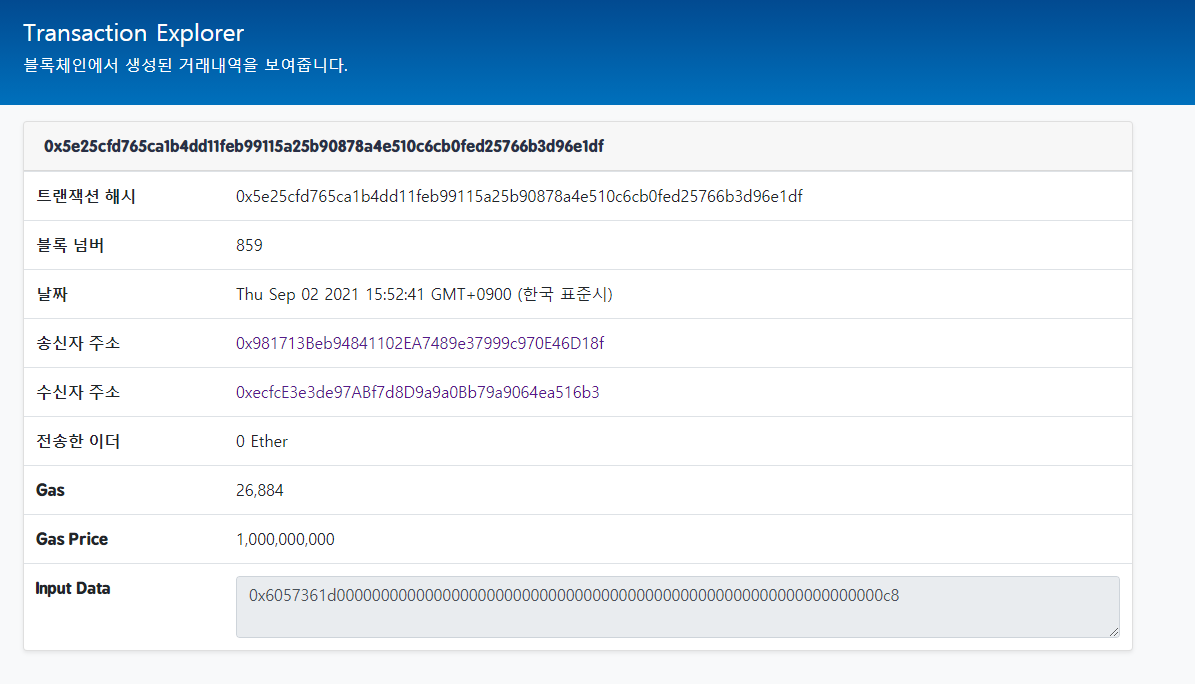 Transaction Explorer
블록체인에서 생성된 거래내역을 보여줍니다.
0x5e25cfd765ca1b4dd11feb99115a25b90878a4e510c6cb0fed25766b3d96e1df
트랜잭션 해시 0x5e25cfd765ca1b4dd11feb99115a25b90878a4e510c6cb0fed25766b3d96e1df
블록 넘버 859
날짜 Thu Sep 02 2021 15:52:41 GMT+0900 (한국 표준시)
송신자 주소 0x981713Beb94841102EA7489e37999c970E46D18f
수신자 주소 0xecfcE3e3de97ABf7d8D9a9a0Bb79a9064ea516b3
전송한 이더 0 Ether
Gas 26,884
Gas Price 1,000,000,000
Input Data 0x6057361d00000000000000000000000000000000000000000000000000000000000000c8